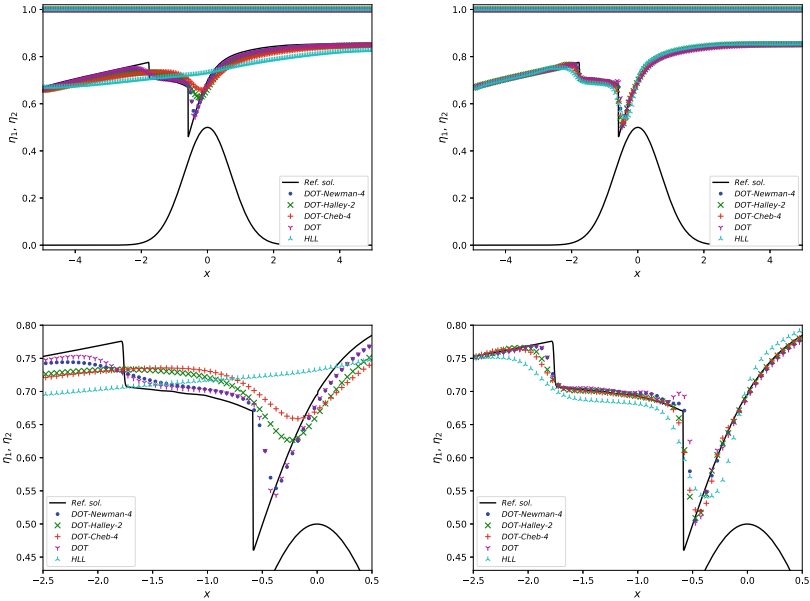 1.0
0.8
0.6
0.4
0.2
0.0
η₁, η₂
−4
−2
0
2
4
x
Ref. sol.
DOT-Newman-4
DOT-Halley-2
DOT-Cheb-4
DOT
HLL
1.0
0.8
0.6
0.4
0.2
0.0
η₁, η₂
−4
−2
0
2
4
x
Ref. sol.
DOT-Newman-4
DOT-Halley-2
DOT-Cheb-4
DOT
HLL
0.80
0.75
0.70
0.65
0.60
0.55
0.50
0.45
η₁, η₂
−2.5
−2.0
−1.5
−1.0
−0.5
0.0
0.5
x
Ref. sol.
DOT-Newman-4
DOT-Halley-2
DOT-Cheb-4
DOT
HLL
0.80
0.75
0.70
0.65
0.60
0.55
0.50
0.45
η₁, η₂
−2.5
−2.0
−1.5
−1.0
−0.5
0.0
0.5
x
Ref. sol.
DOT-Newman-4
DOT-Halley-2
DOT-Cheb-4
DOT
HLL